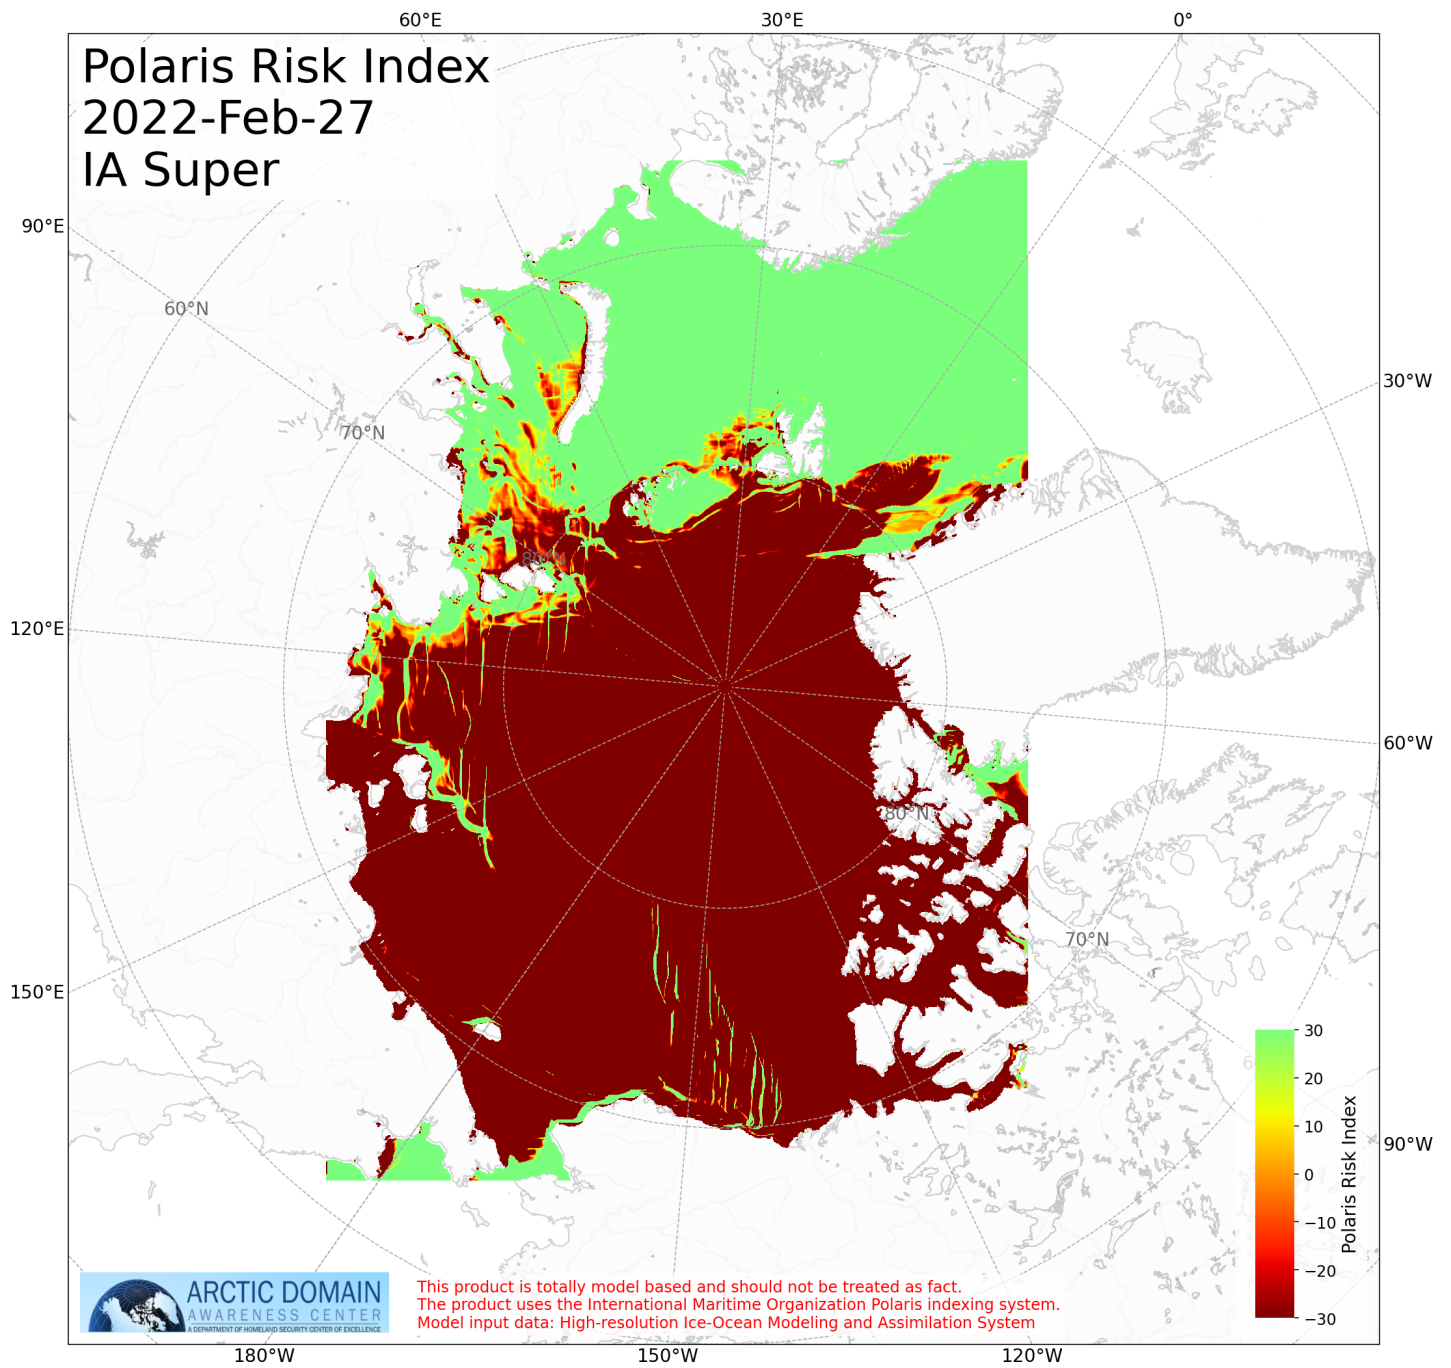 60°E
30°E
0°
Polaris Risk Index
2022-Feb-27
IA Super
90°E
60°N
30°W
70°N
80°N
120°E
60°W
80°N
70°N
150°E
30
20
10
0
−10
−20
−30
Polaris Risk Index
90°W
ARCTIC DOMAIN
AWARENESS CENTER
A DEPARTMENT OF HOMELAND SECURITY CENTER OF EXCELLENCE
This product is totally model based and should not be treated as fact.
The product uses the International Maritime Organization Polaris indexing system.
Model input data: High-resolution Ice-Ocean Modeling and Assimilation System
180°W
150°W
120°W